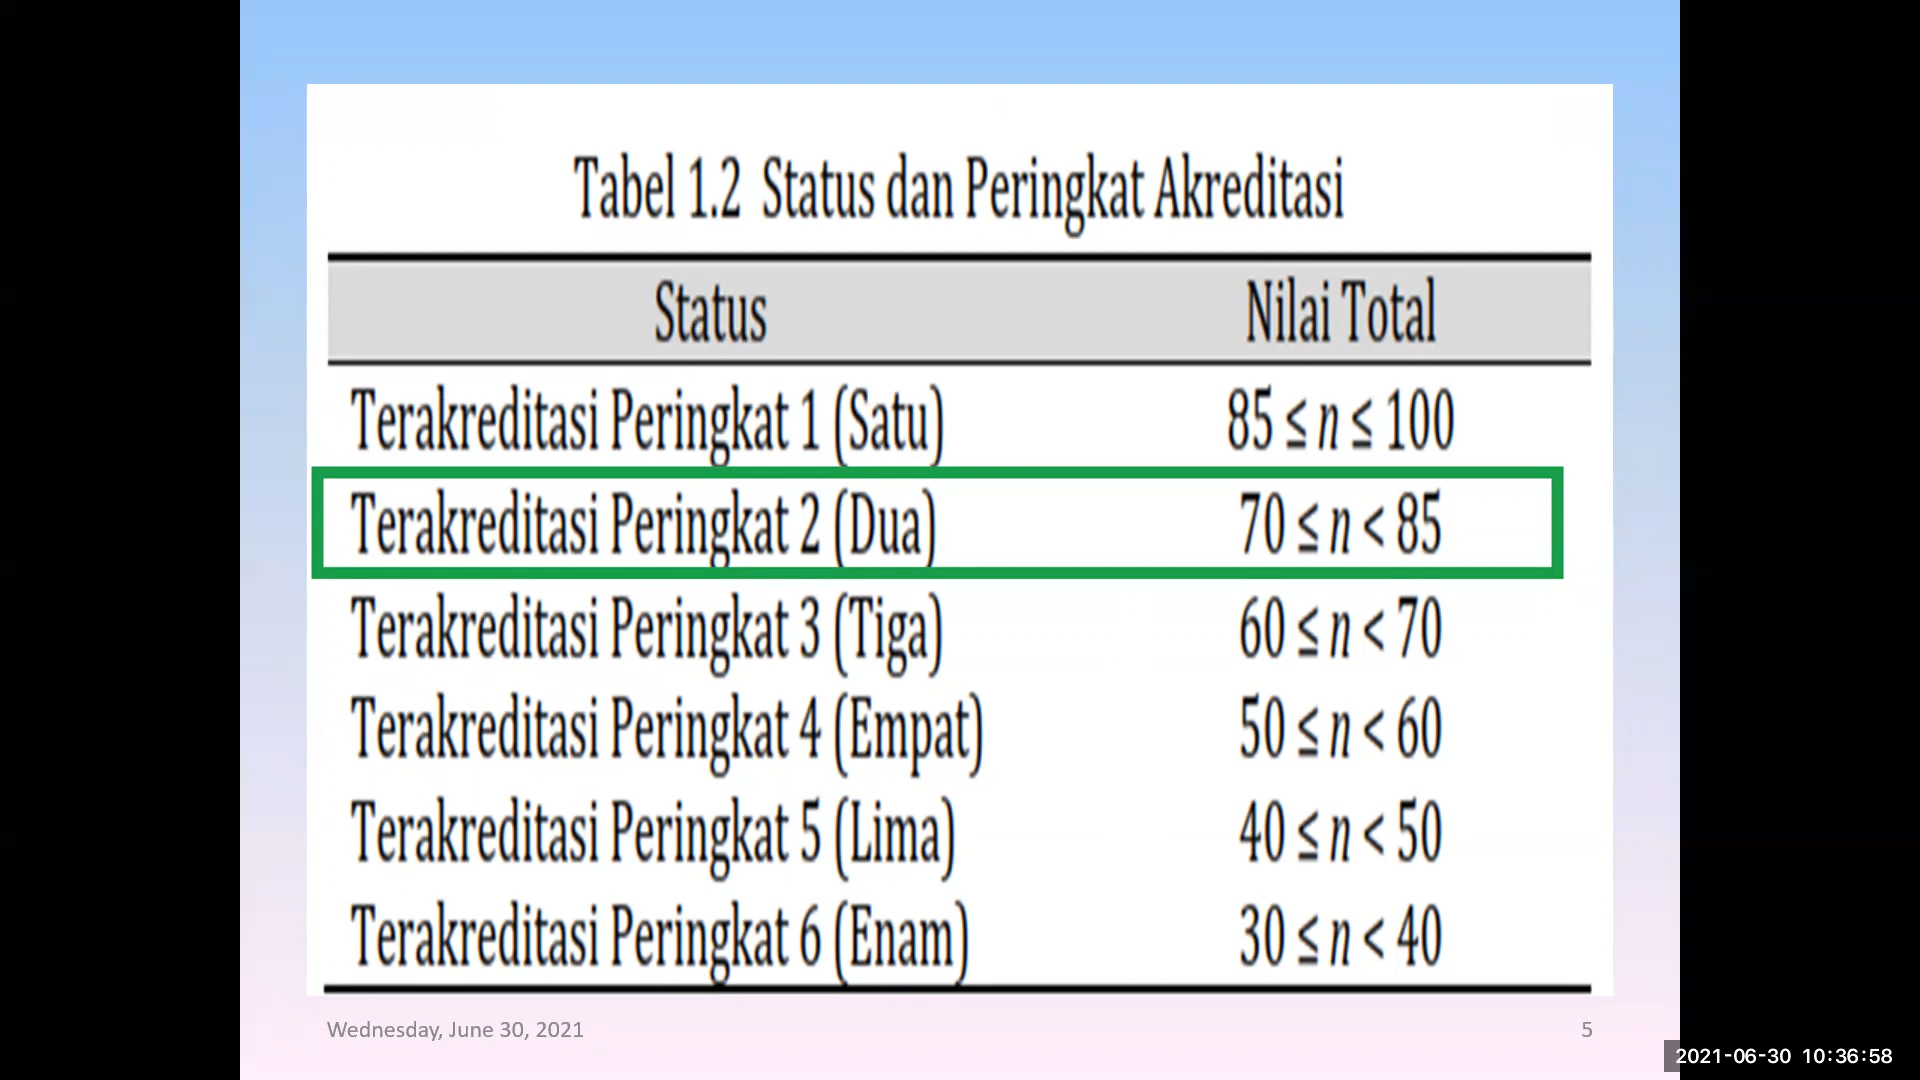 Tabel 1.2 Status dan Peringkat Akreditasi
Status Nilai Total
Terakreditasi Peringkat 1 (Satu) 85 ≤ n ≤ 100
Terakreditasi Peringkat 2 (Dua) 70 ≤ n < 85
Terakreditasi Peringkat 3 (Tiga) 60 ≤ n < 70
Terakreditasi Peringkat 4 (Empat) 50 ≤ n < 60
Terakreditasi Peringkat 5 (Lima) 40 ≤ n < 50
Terakreditasi Peringkat 6 (Enam) 30 ≤ n < 40
Wednesday, June 30, 2021 5
2021-06-30 10:36:58